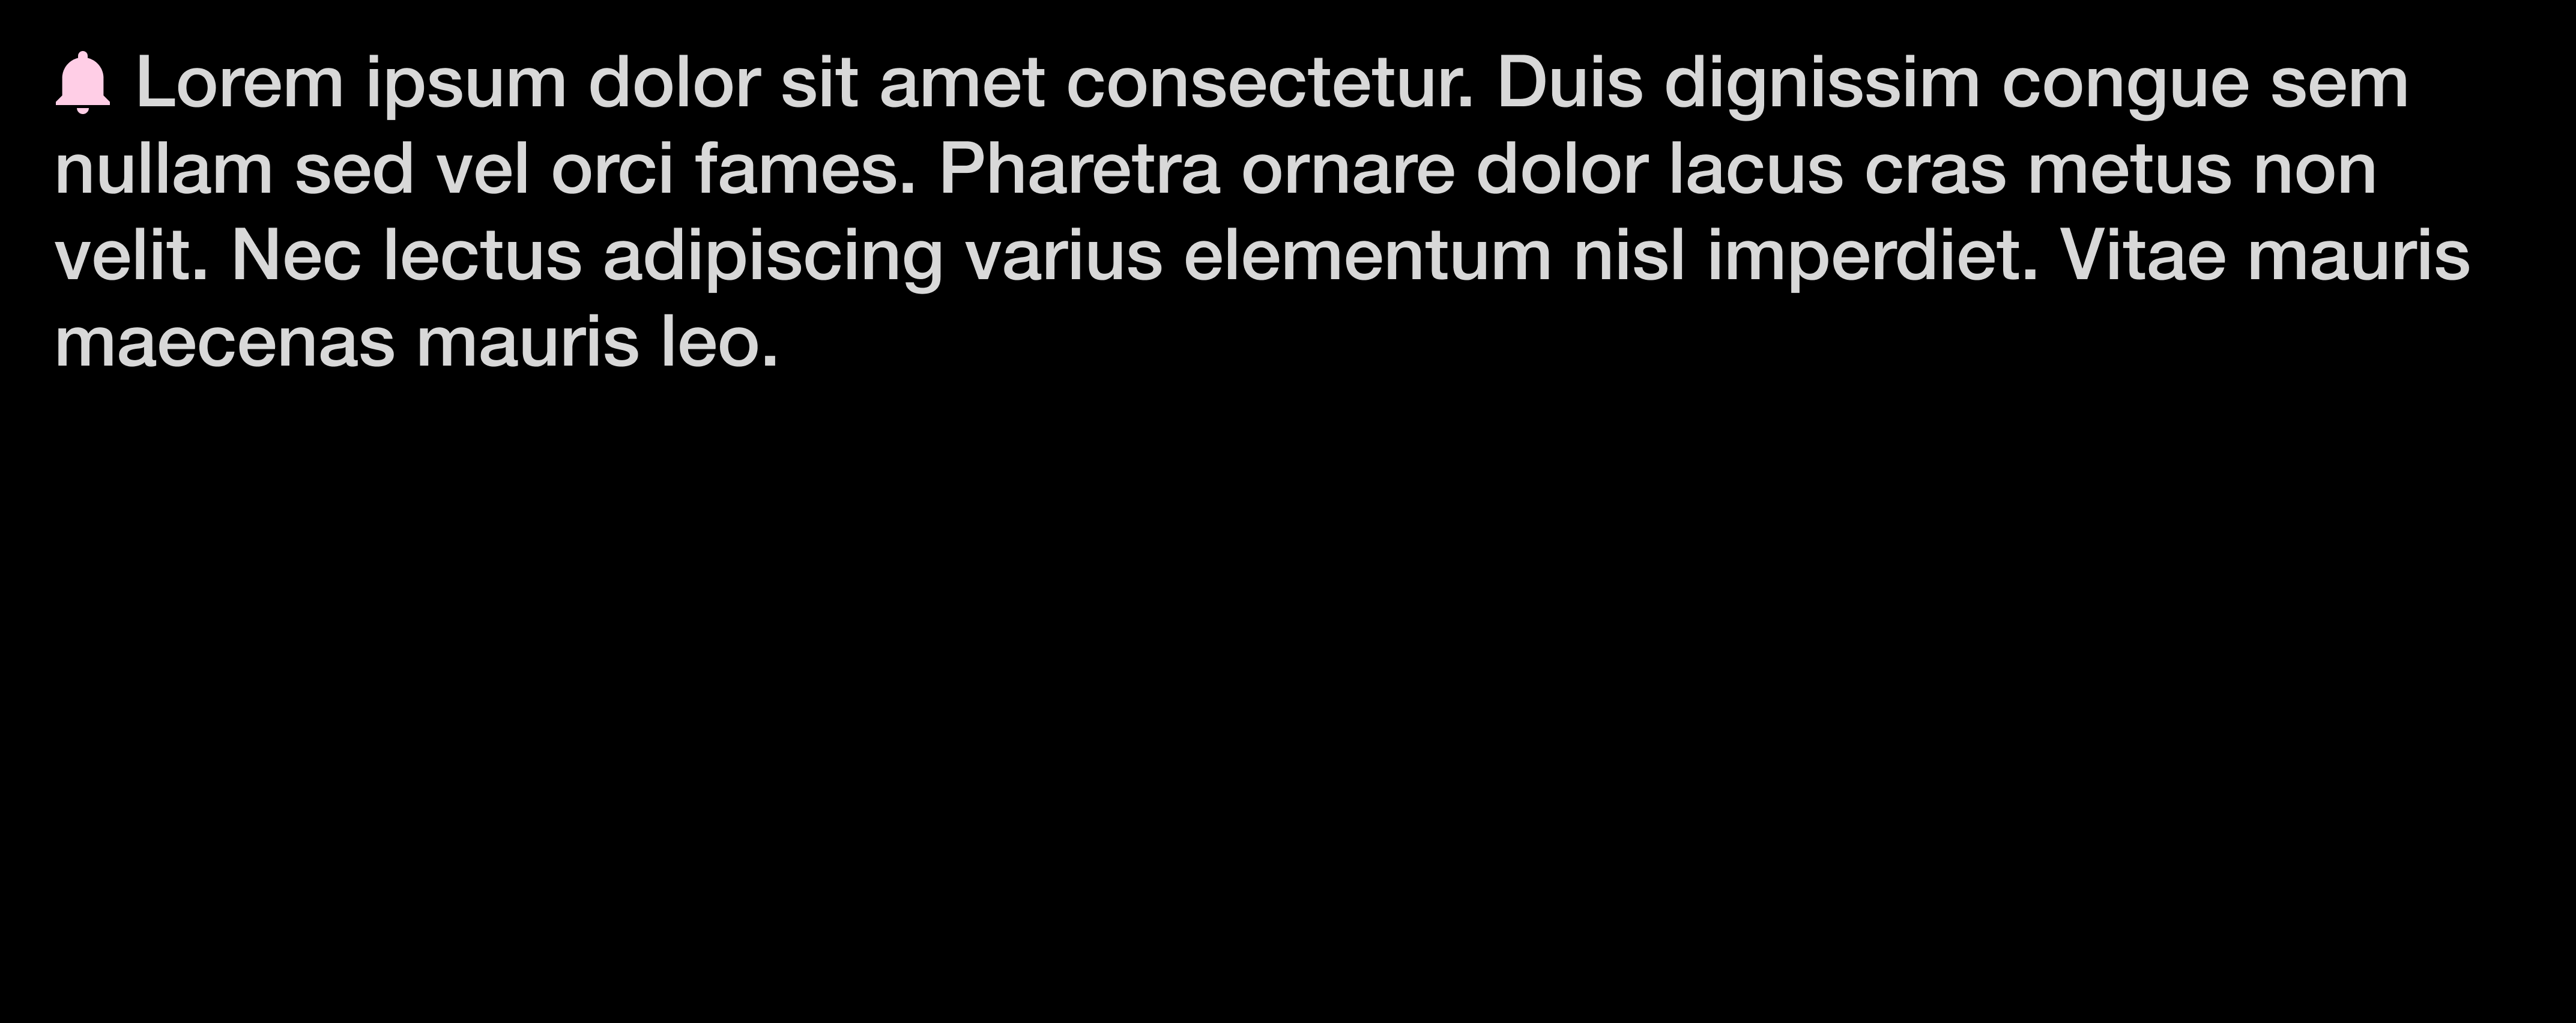 Lorem ipsum dolor sit amet consectetur. Duis dignissim congue sem
nullam sed vel orci fames. Pharetra ornare dolor lacus cras metus non
velit. Nec lectus adipiscing varius elementum nisl imperdiet. Vitae mauris
maecenas mauris leo.